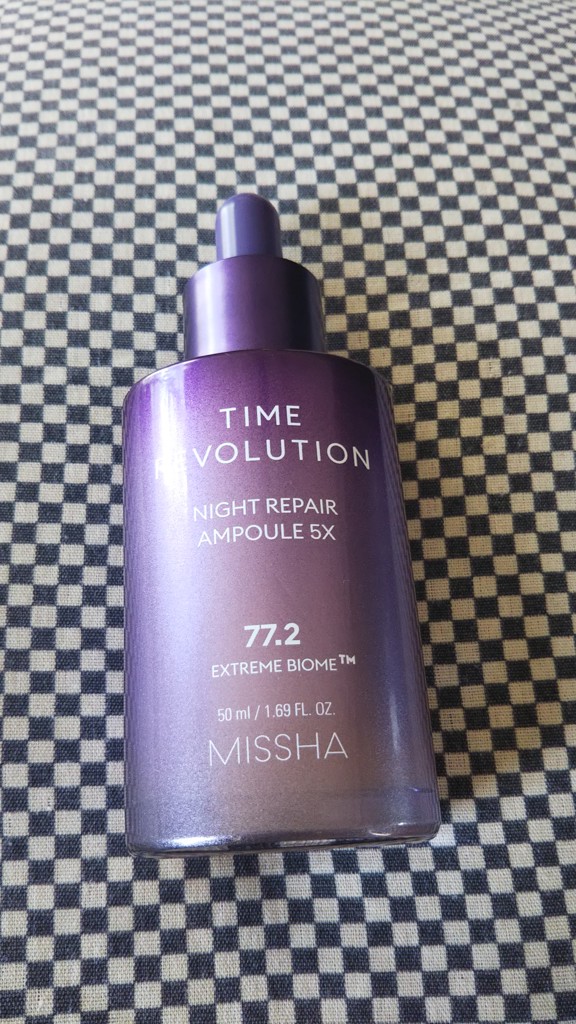 TIME
REVOLUTION
NIGHT REPAIR
AMPOULE 5X
77.2
EXTREME BIOME™
50 ml / 1.69 FL. OZ.
MISSHA